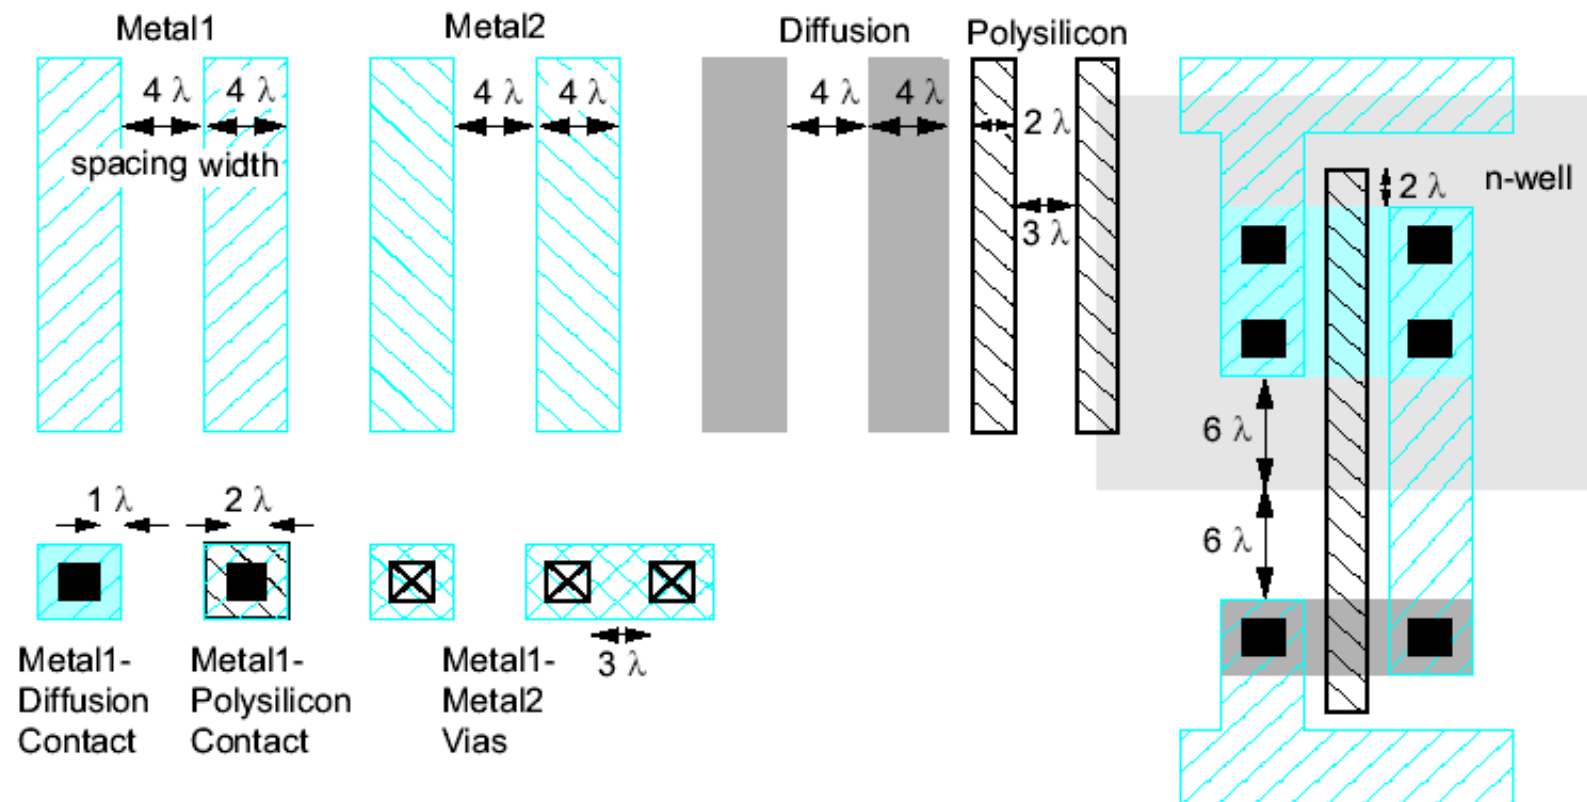 Metal1
Metal2
Diffusion
Polysilicon
4 λ 4 λ
4 λ 4 λ
4 λ 4 λ
2 λ
spacing width
2 λ
n-well
3 λ
6 λ
6 λ
1 λ
2 λ
3 λ
Metal1-
Diffusion
Contact
Metal1-
Polysilicon
Contact
Metal1-
Metal2
Vias